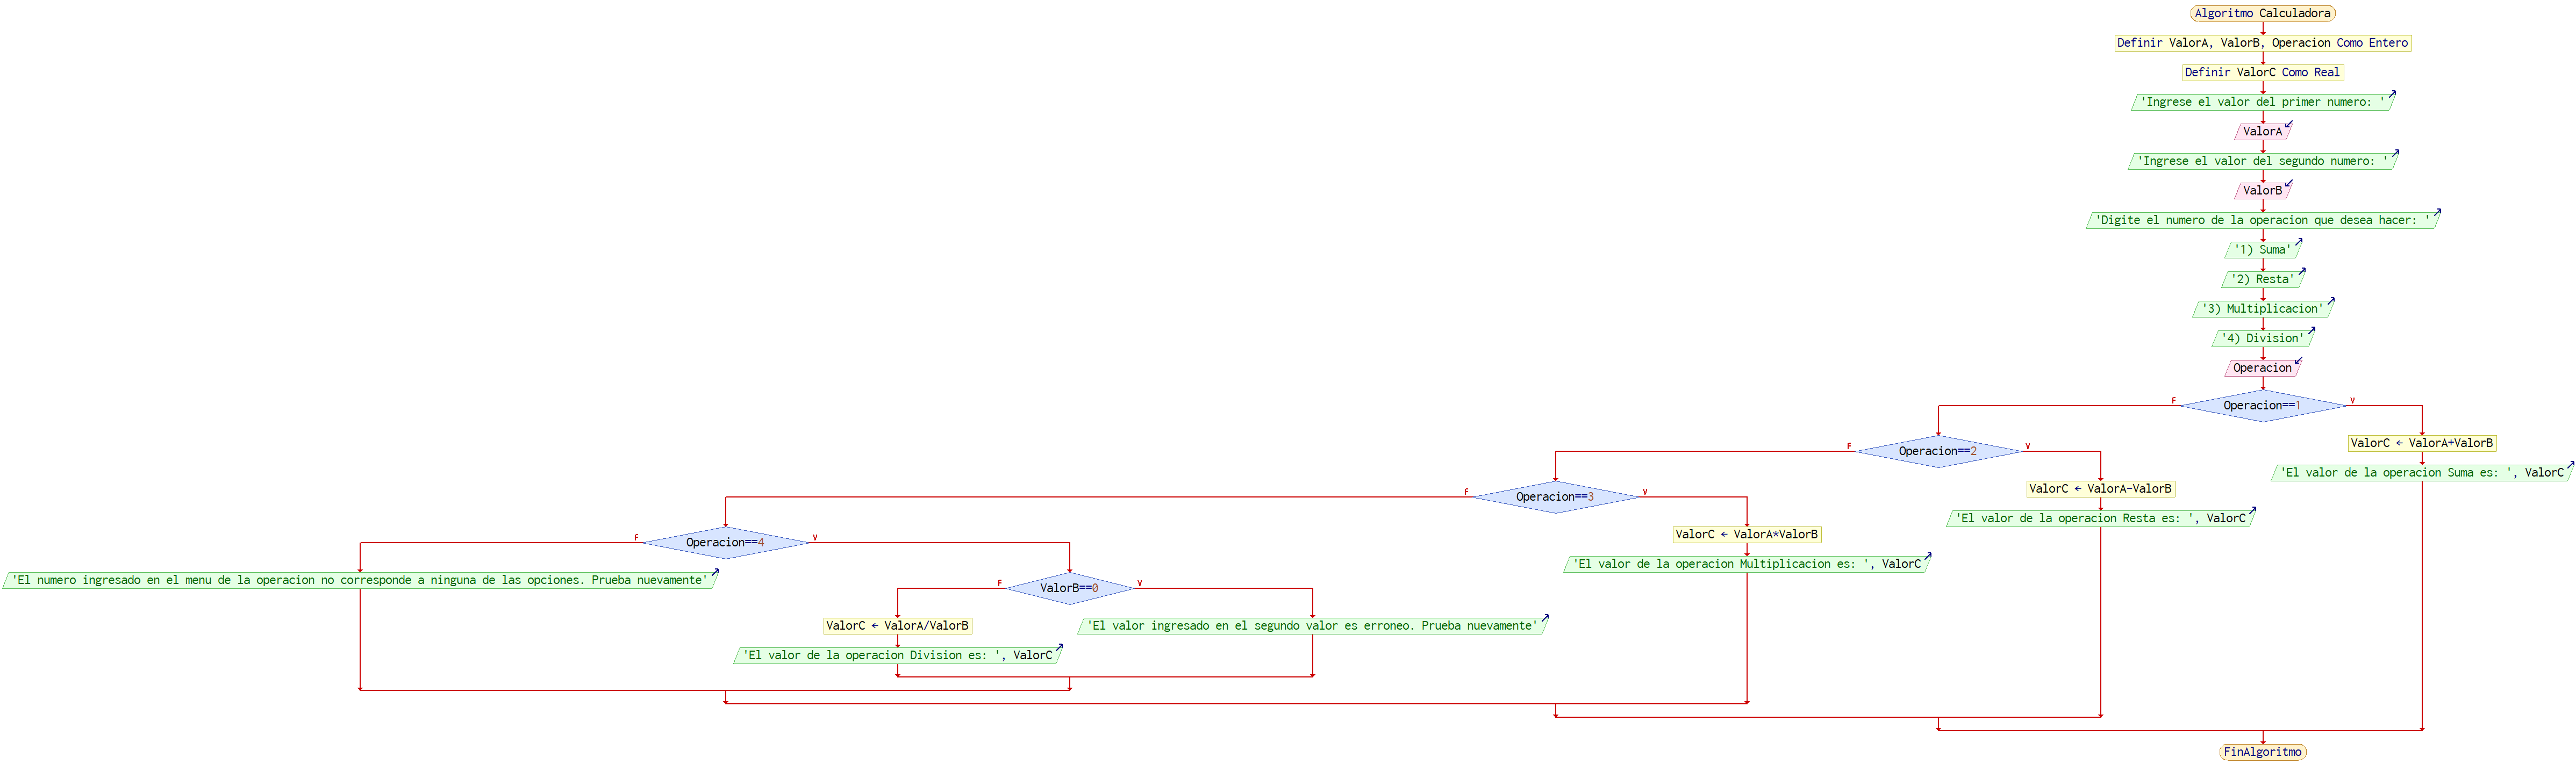 Algoritmo Calculadora
Definir ValorA, ValorB, Operacion Como Entero
Definir ValorC Como Real
'Ingrese el valor del primer numero: '
ValorA
'Ingrese el valor del segundo numero: '
ValorB
'Digite el numero de la operacion que desea hacer: '
'1) Suma'
'2) Resta'
'3) Multiplicacion'
'4) Division'
Operacion
Operacion==1
F
V
ValorC ← ValorA+ValorB
'El valor de la operacion Suma es: ', ValorC
Operacion==2
F
V
ValorC ← ValorA-ValorB
'El valor de la operacion Resta es: ', ValorC
Operacion==3
F
V
ValorC ← ValorA*ValorB
'El valor de la operacion Multiplicacion es: ', ValorC
Operacion==4
F
V
'El numero ingresado en el menu de la operacion no corresponde a ninguna de las opciones. Prueba nuevamente'
ValorB==0
F
V
ValorC ← ValorA/ValorB
'El valor de la operacion Division es: ', ValorC
'El valor ingresado en el segundo valor es erroneo. Prueba nuevamente'
FinAlgoritmo